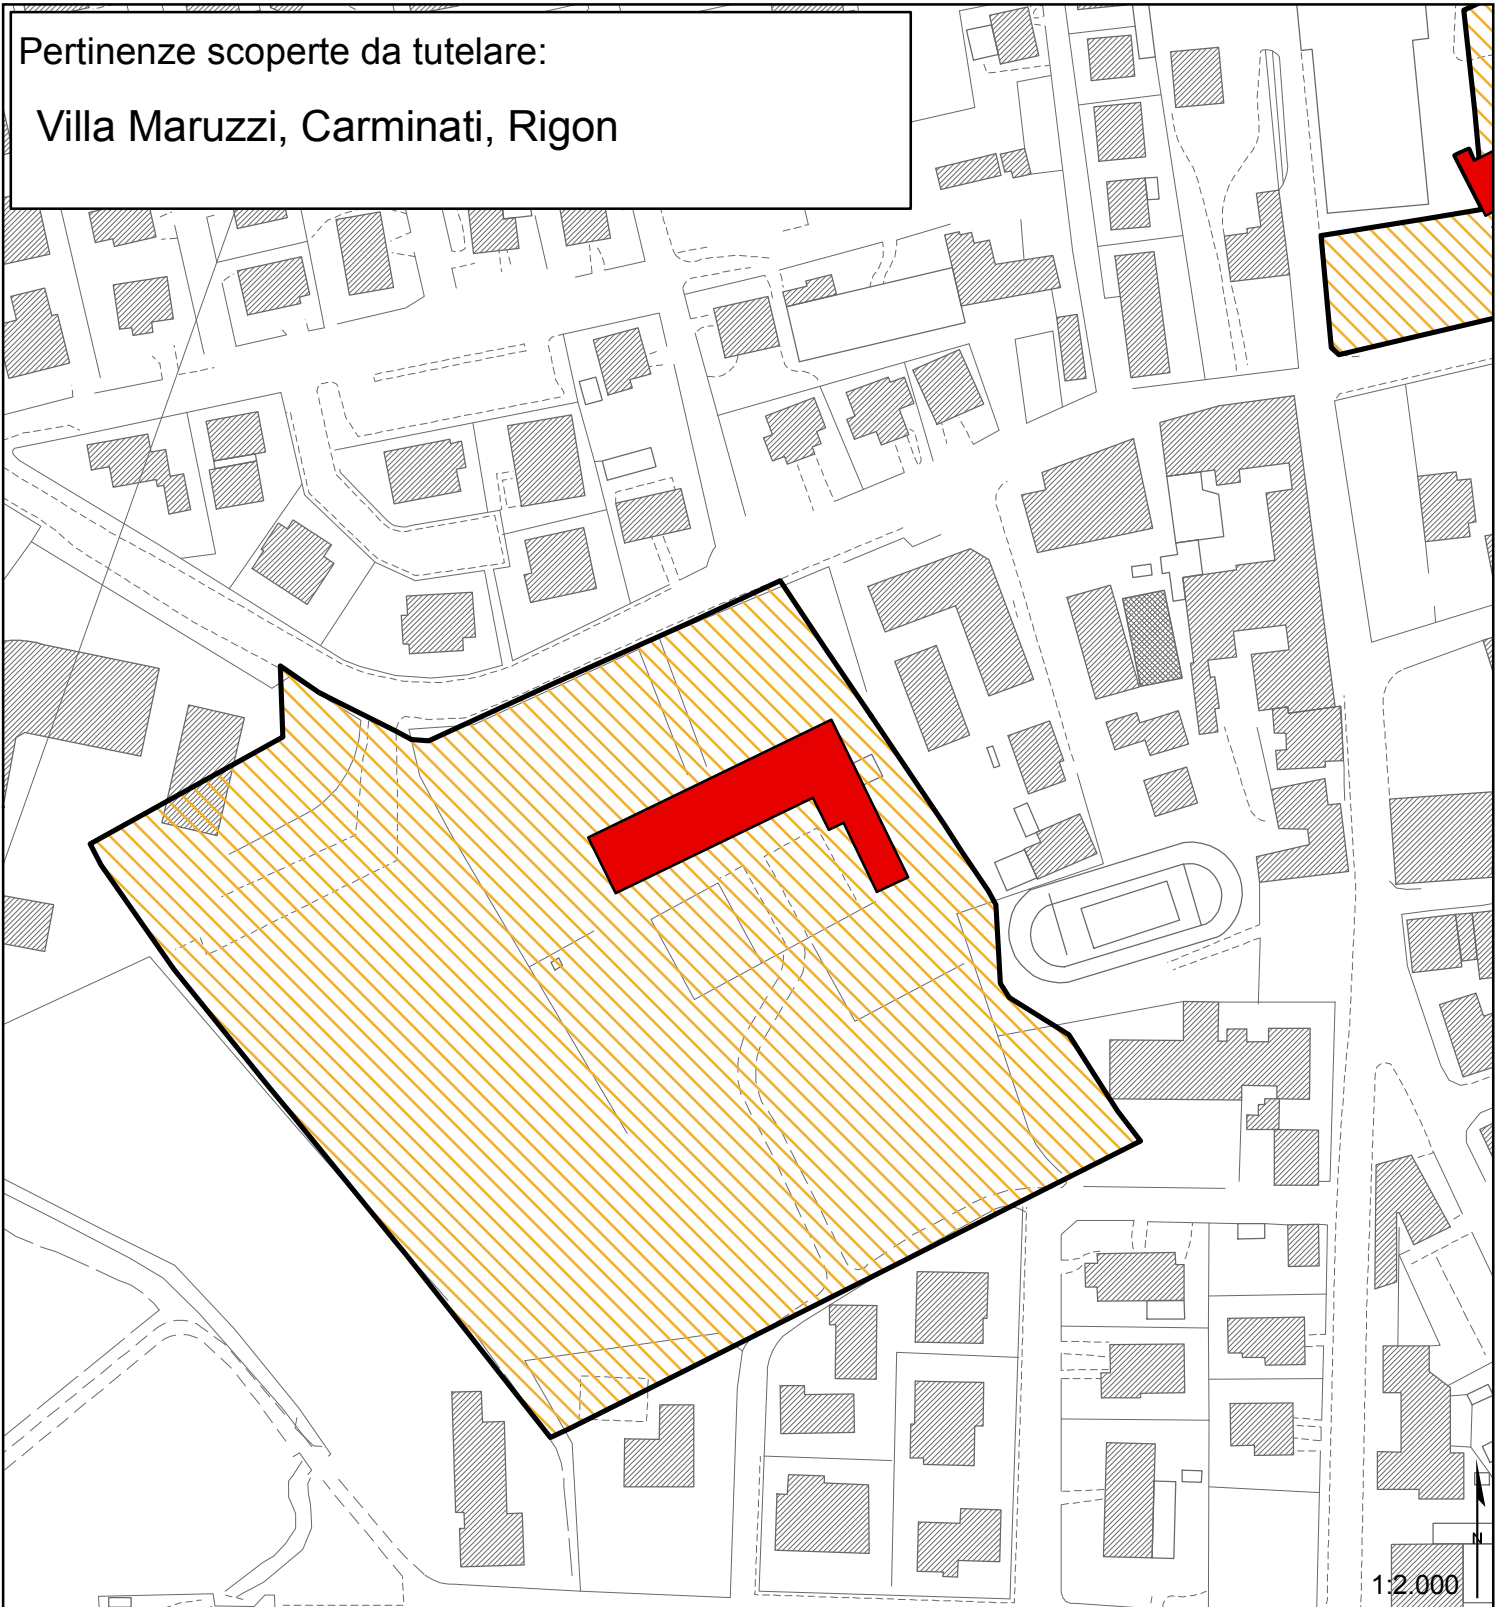 Pertinenze scoperte da tutelare:
Villa Maruzzi, Carminati, Rigon
N
1:2.000